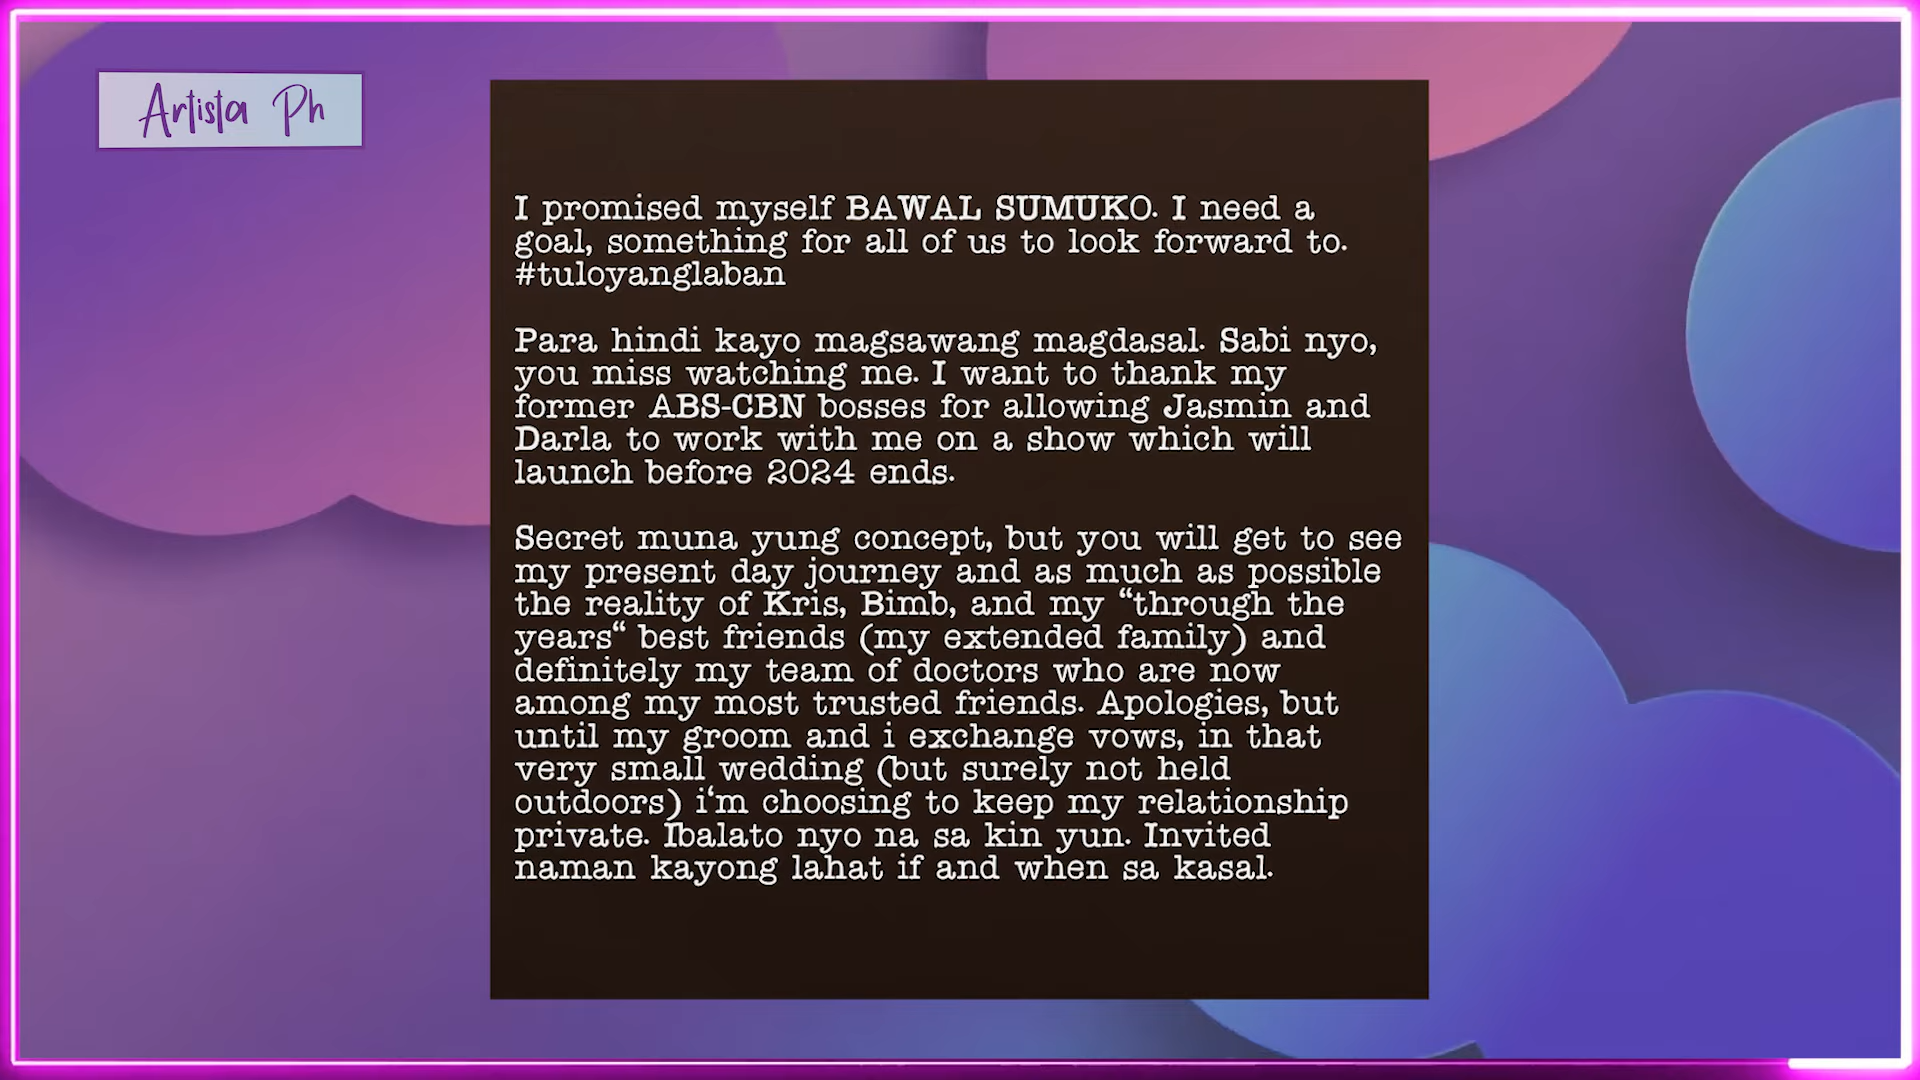 Artista Ph
I promised myself BAWAL SUMUKO. I need a
goal, something for all of us to look forward to.
#tuloyanglaban
Para hindi kayo magsawang magdasal. Sabi nyo,
you miss watching me. I want to thank my
former ABS-CBN bosses for allowing Jasmin and
Darla to work with me on a show which will
launch before 2024 ends.
Secret muna yung concept, but you will get to see
my present day journey and as much as possible
the reality of Kris, Bimb, and my “through the
years“ best friends (my extended family) and
definitely my team of doctors who are now
among my most trusted friends. Apologies, but
until my groom and i exchange vows, in that
very small wedding (but surely not held
outdoors) i‘m choosing to keep my relationship
private. Ibalato nyo na sa kin yun. Invited
naman kayong lahat if and when sa kasal.